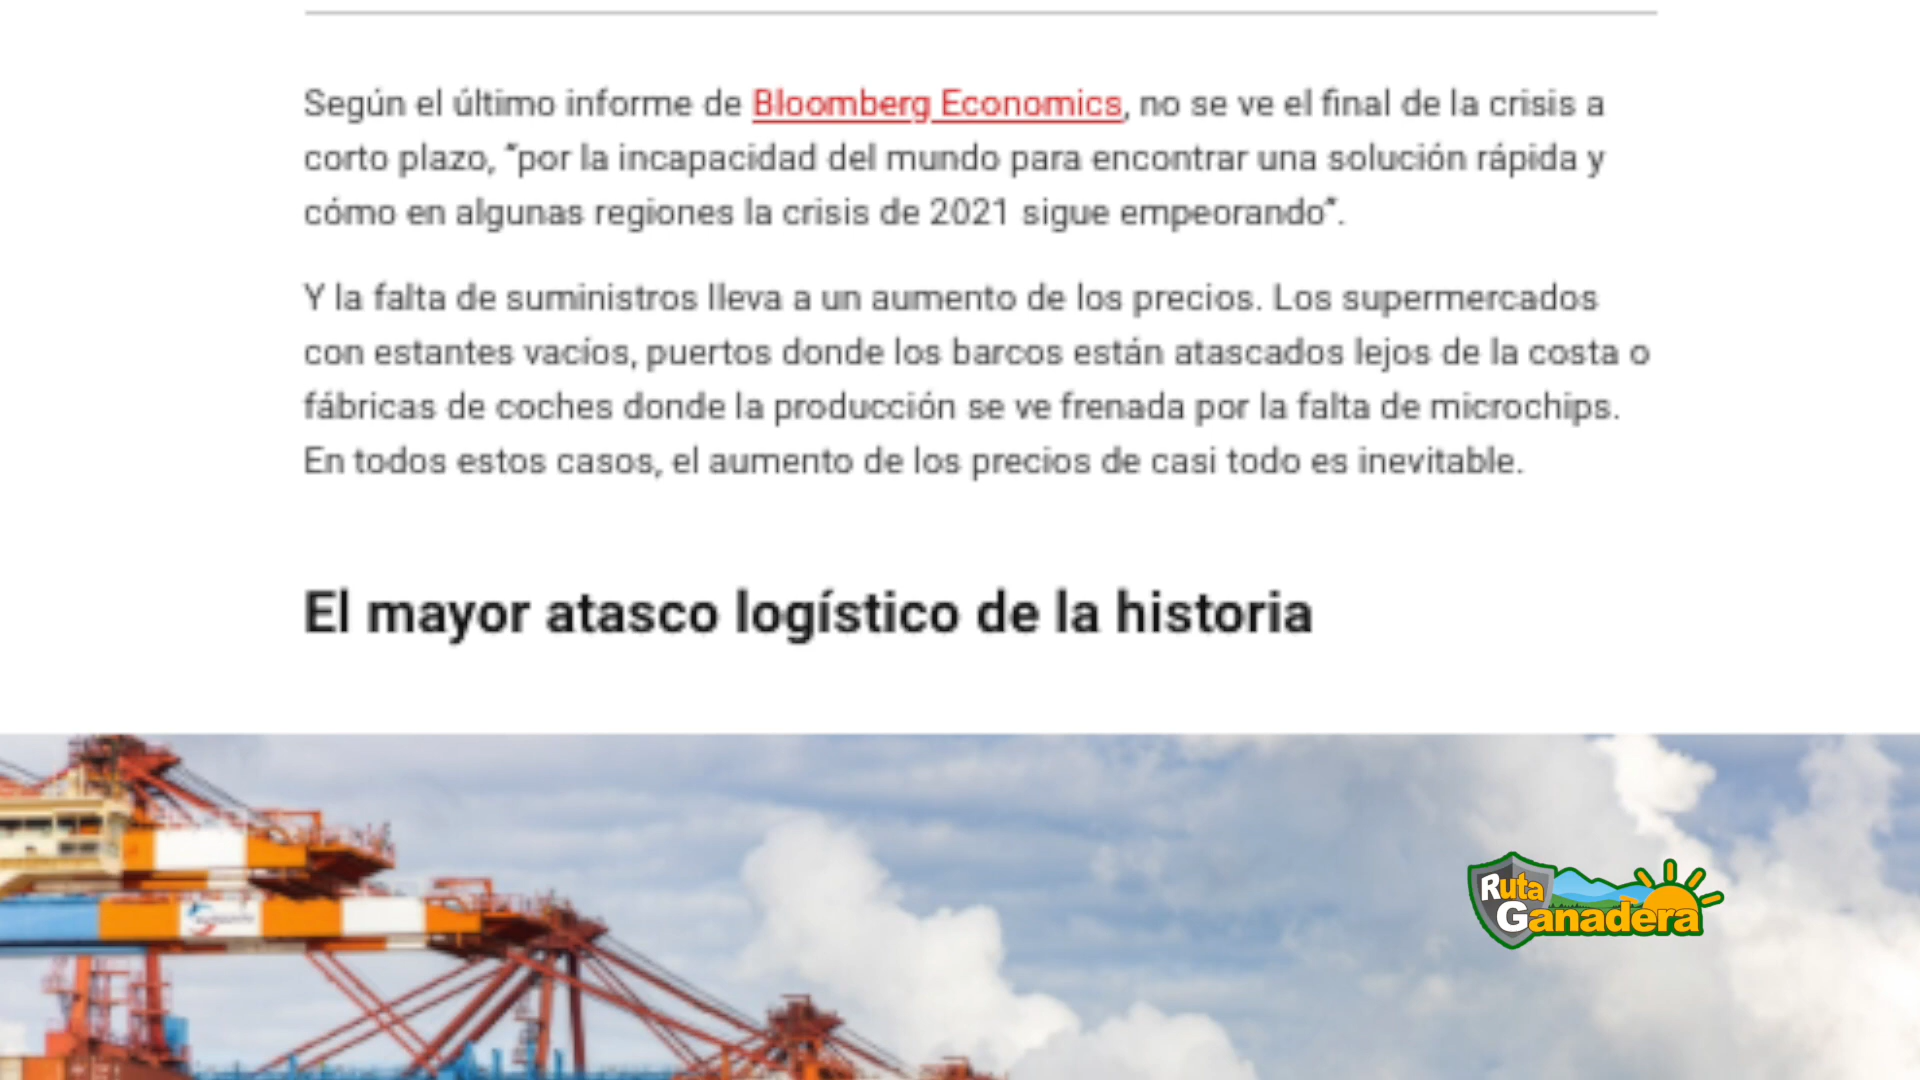 Según el último informe de Bloomberg Economics, no se ve el final de la crisis a
corto plazo, “por la incapacidad del mundo para encontrar una solución rápida y
cómo en algunas regiones la crisis de 2021 sigue empeorando”.
Y la falta de suministros lleva a un aumento de los precios. Los supermercados
con estantes vacíos, puertos donde los barcos están atascados lejos de la costa o
fábricas de coches donde la producción se ve frenada por la falta de microchips.
En todos estos casos, el aumento de los precios de casi todo es inevitable.
El mayor atasco logístico de la historia
Ruta
Ganadera